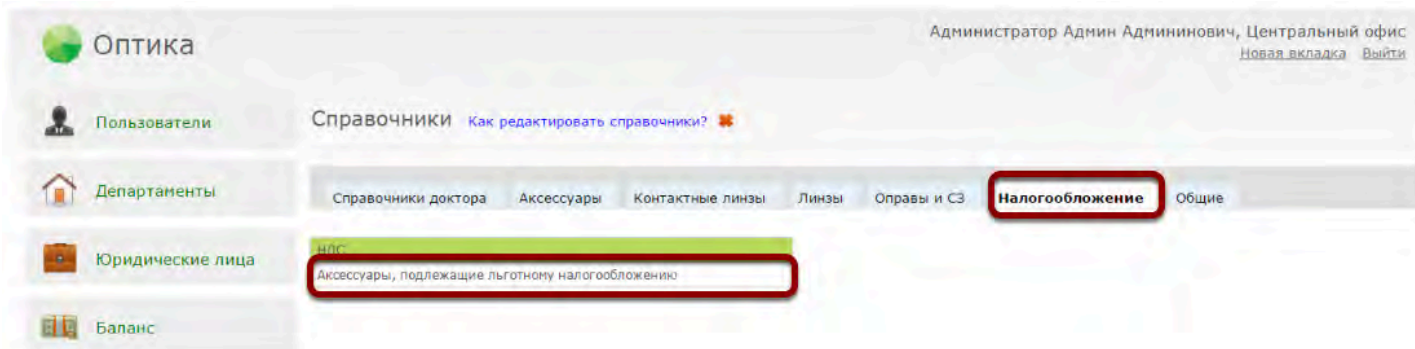 Оптика
Администратор Админ Админинович, Центральный офис
Новая вкладка Выйти
Пользователи
Справочники Как редактировать справочники?
Департаменты
Справочники доктора Аксессуары Контактные линзы Линзы Оправы и СЗ Налогообложение Общие
Юридические лица
НДС
Аксессуары, подлежащие льготному налогообложению
Баланс